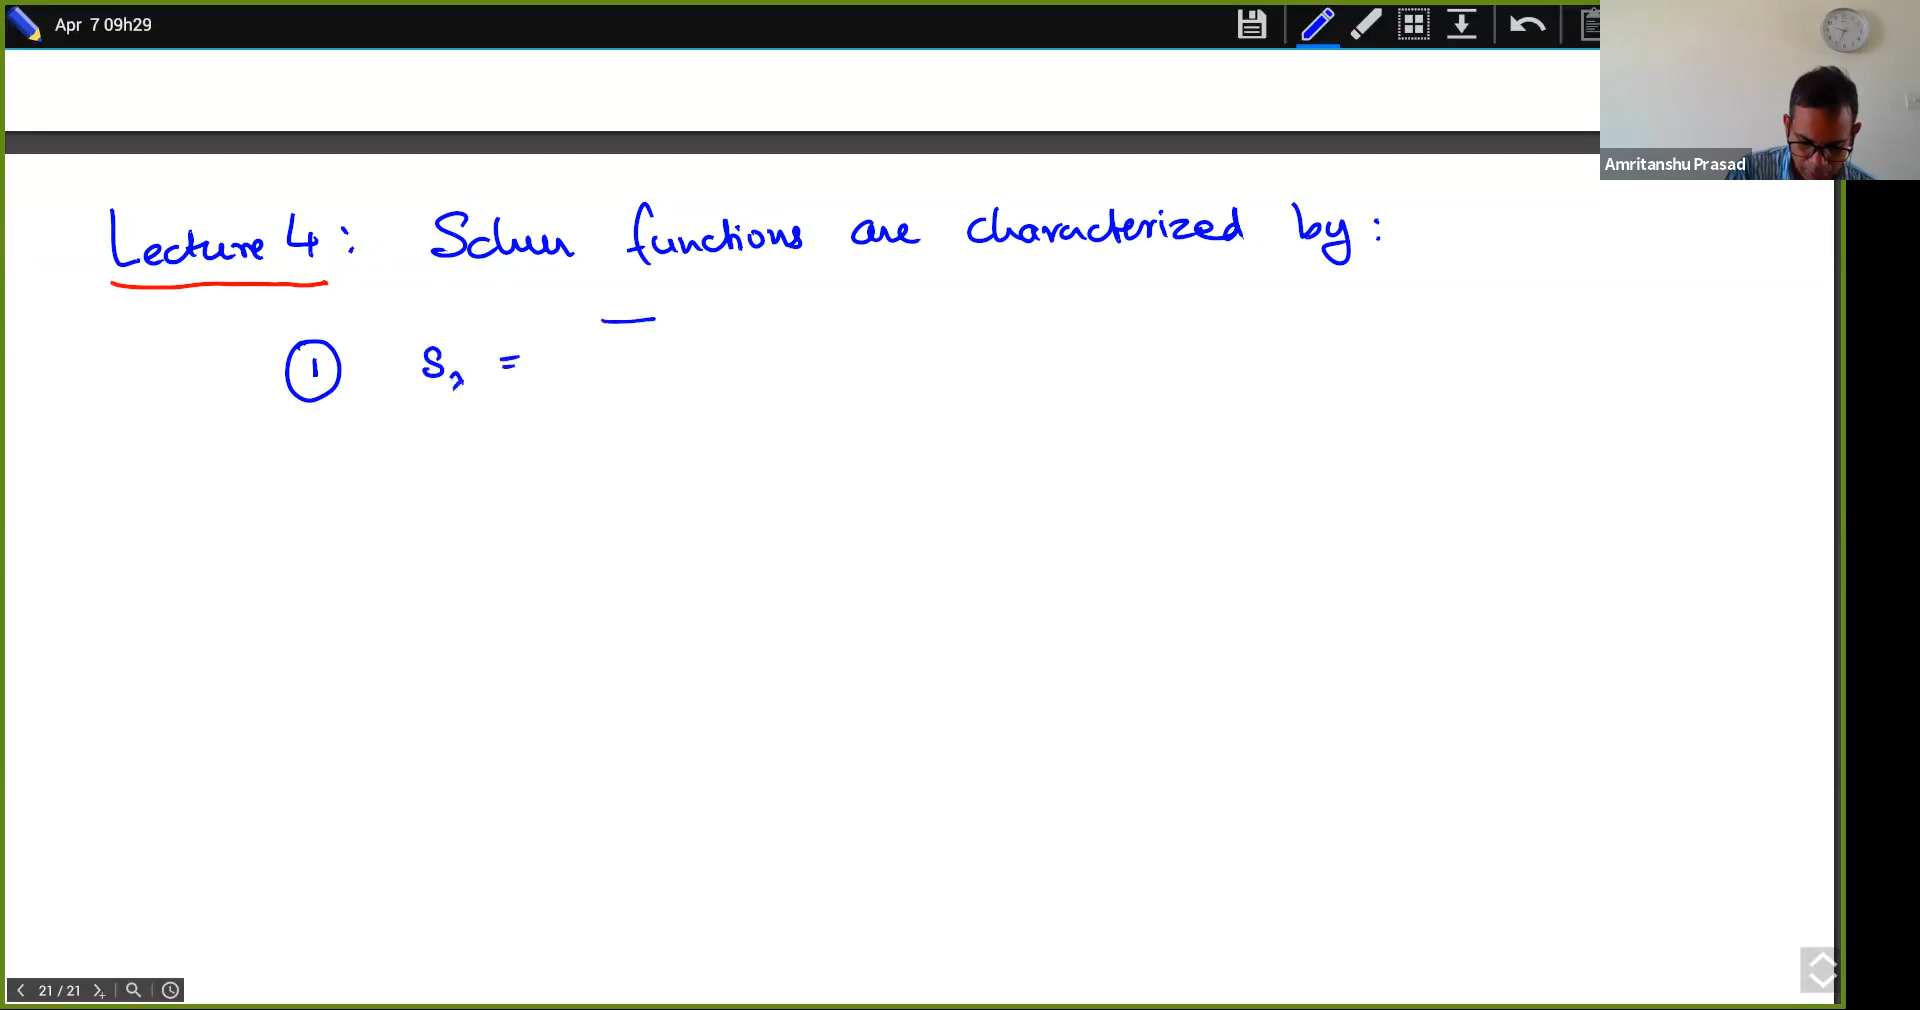 Apr 7 09h29
Amritanshu Prasad
Lecture 4: Schur functions are characterized by:
① s_λ =
21 / 21